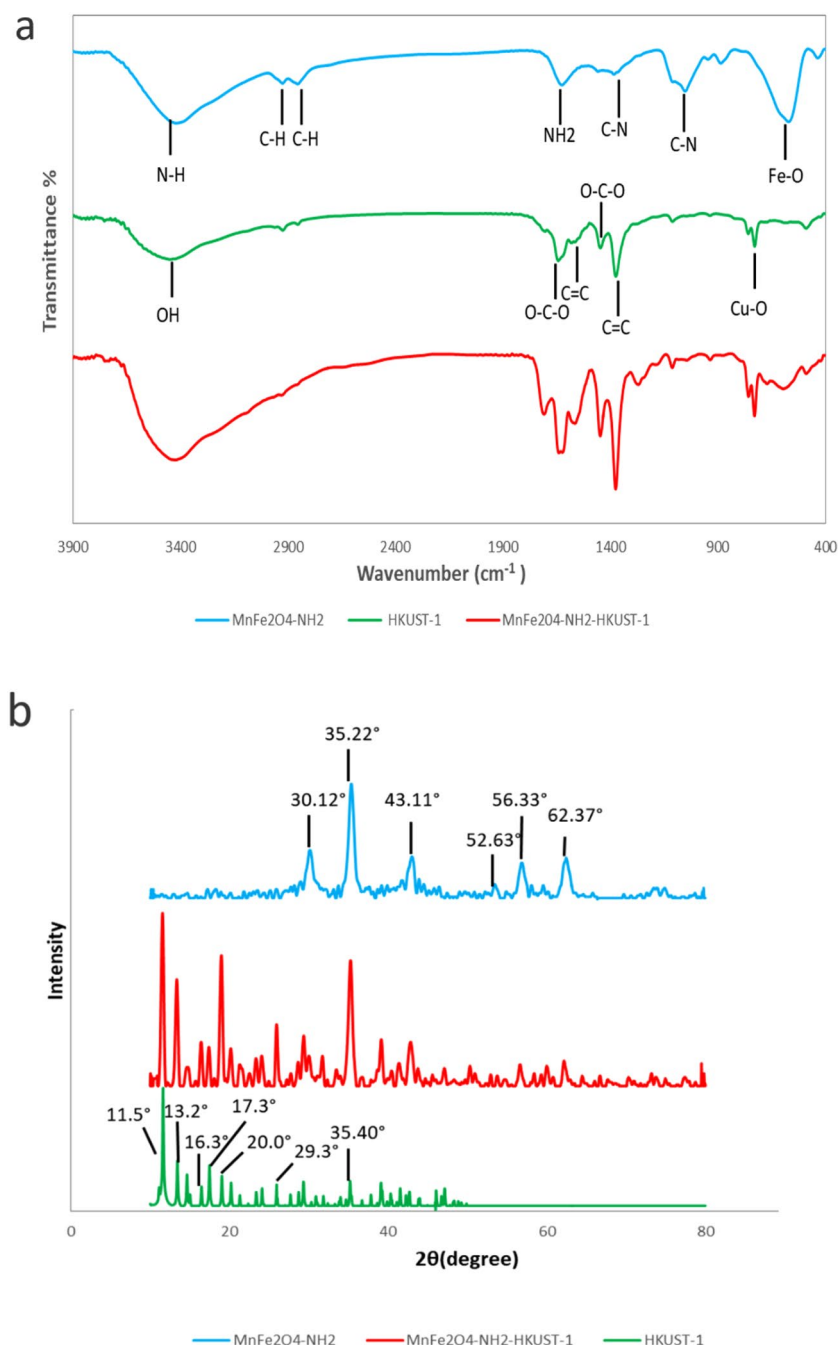 a
N-H
C-H
C-H
NH2
C-N
C-N
Fe-O
OH
O-C-O
C=C
O-C-O
C=C
Cu-O
Transmittance %
3900
3400
2900
2400
1900
1400
900
400
Wavenumber (cm-1 )
MnFe2O4-NH2
HKUST-1
MnFe204-NH2-HKUST-1
b
35.22°
30.12°
43.11°
52.63°
56.33°
62.37°
11.5°
13.2°
16.3°
17.3°
20.0°
29.3°
35.40°
Intensity
0
20
40
60
80
2θ(degree)
MnFe2O4-NH2
MnFe2O4-NH2-HKUST-1
HKUST-1